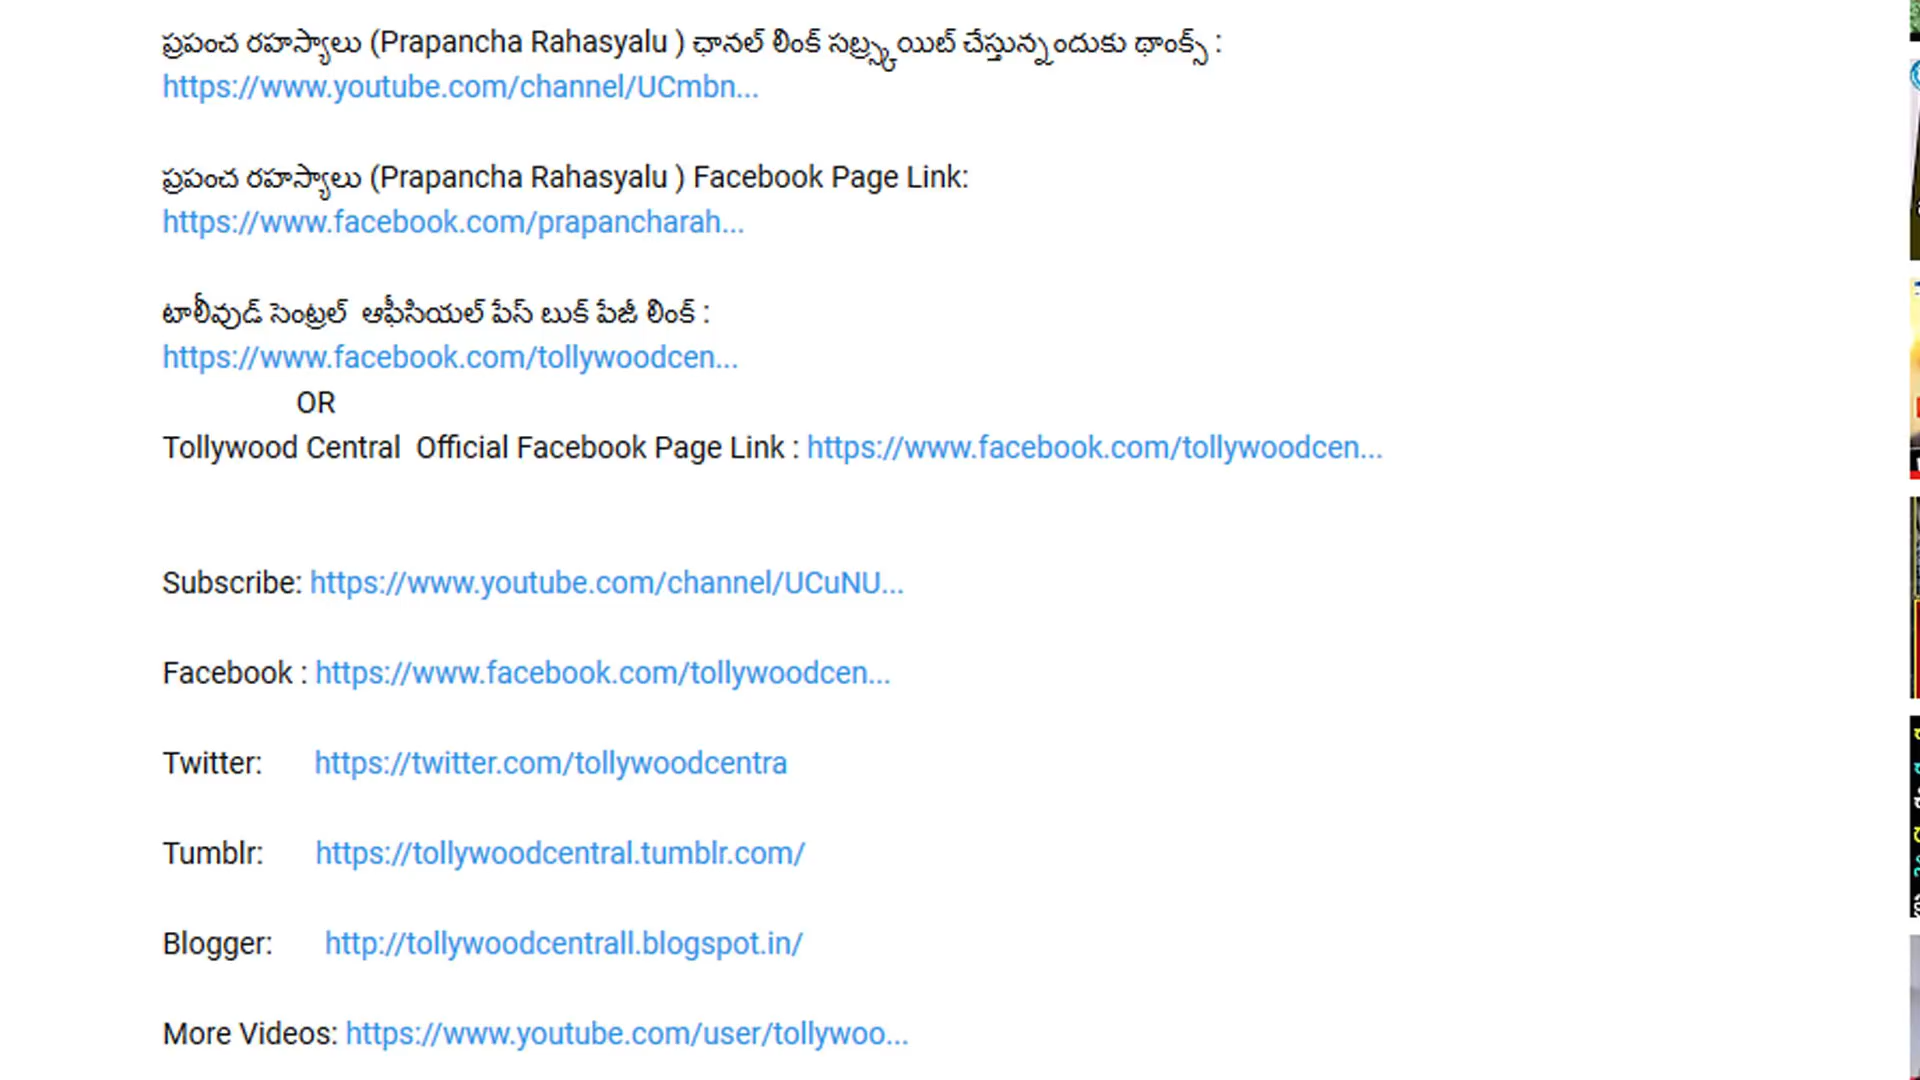 ప్రపంచ రహస్యాలు (Prapancha Rahasyalu ) ఛానల్ లింక్ సబ్స్క్రయిబ్ చేస్తున్నందుకు థాంక్స్ :
https://www.youtube.com/channel/UCmbn...
ప్రపంచ రహస్యాలు (Prapancha Rahasyalu ) Facebook Page Link:
https://www.facebook.com/prapancharah...
టాలీవుడ్ సెంట్రల్  ఆఫీసియల్ పేస్ బుక్ పేజీ లింక్ :
https://www.facebook.com/tollywoodcen...
OR
Tollywood Central  Official Facebook Page Link : https://www.facebook.com/tollywoodcen...
Subscribe: https://www.youtube.com/channel/UCuNU...
Facebook : https://www.facebook.com/tollywoodcen...
Twitter: https://twitter.com/tollywoodcentra
Tumblr: https://tollywoodcentral.tumblr.com/
Blogger: http://tollywoodcentrall.blogspot.in/
More Videos: https://www.youtube.com/user/tollywoo...